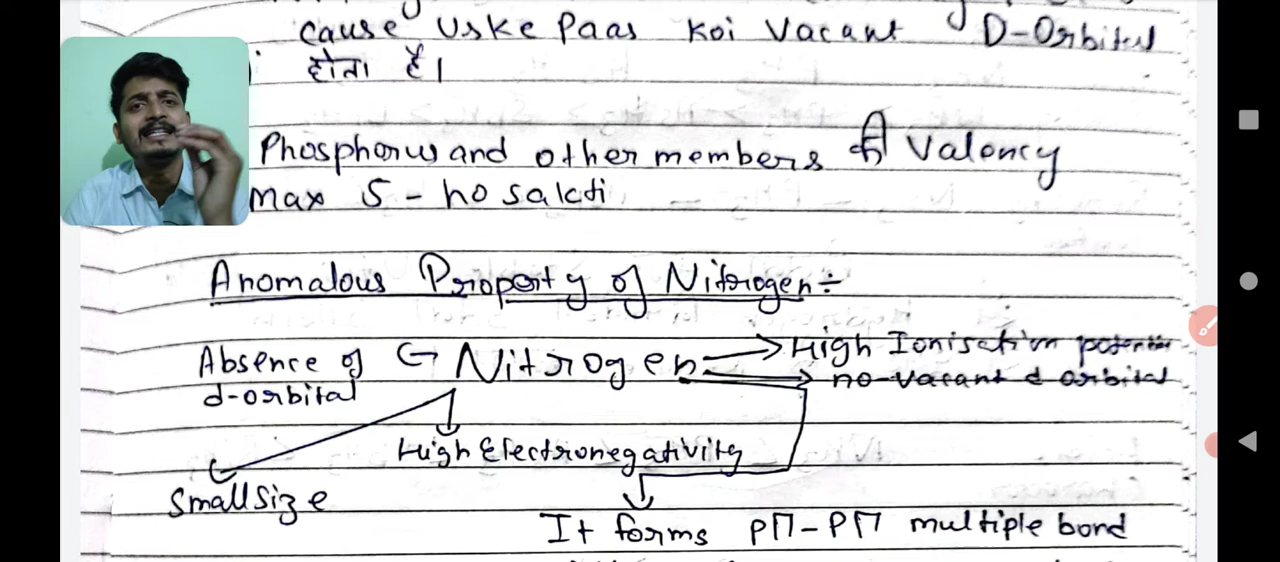 cause Uske Paas koi Vacant D-Orbital
होता है।
Phosphorus and other members की Valency
Max 5 - ho sakti
Anomalous Property of Nitrogen ÷
Absence of d-orbital
Nitrogen
High Ionisation potential
no-vacant d orbital
High Electronegativity
Small size
It forms pπ-pπ multiple bond